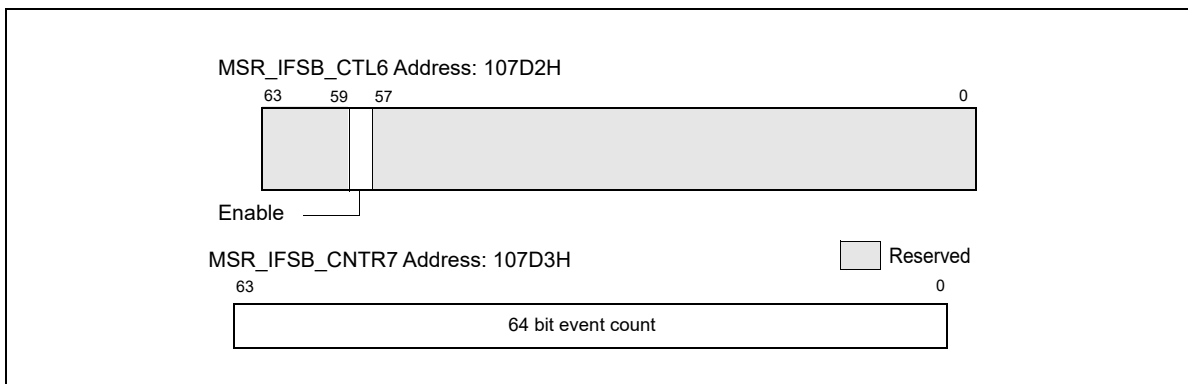 MSR_IFSB_CTL6 Address: 107D2H
63 59 57 0
Enable
MSR_IFSB_CNTR7 Address: 107D3H
Reserved
63 0
64 bit event count